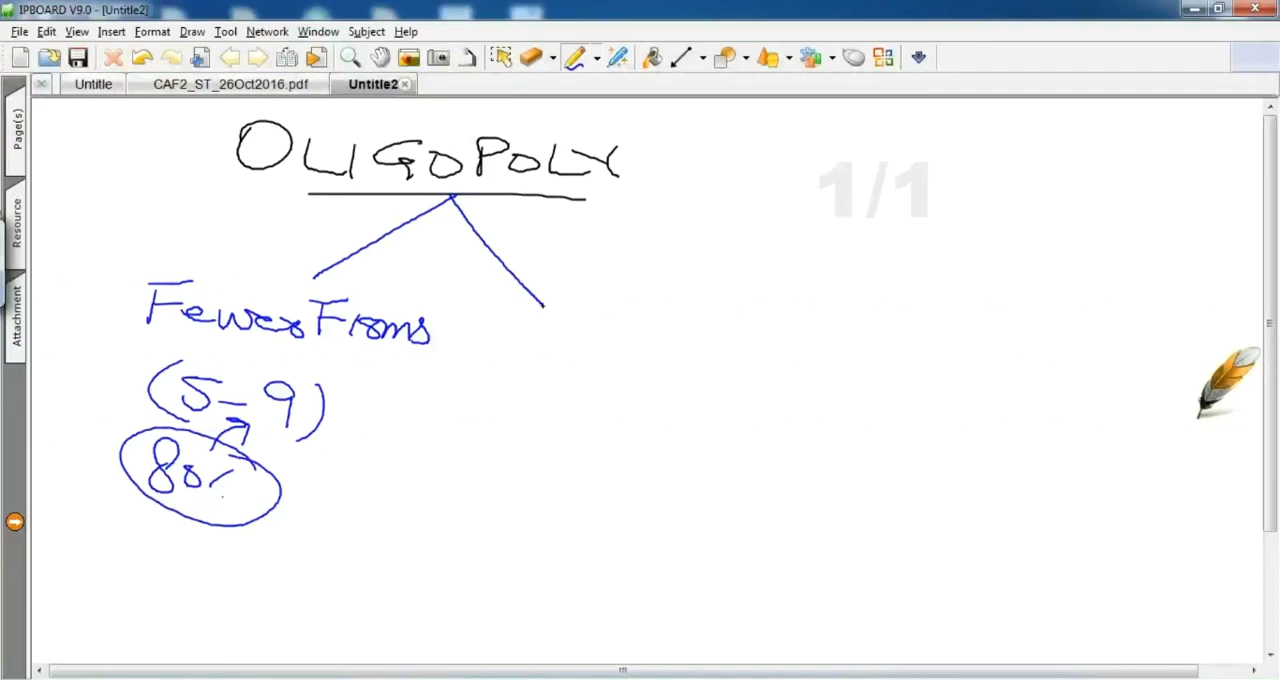 IPBOARD V9.0 - [Untitle2]
File Edit View Insert Format Draw Tool Network Window Subject Help
Untitle CAF2_ST_26Oct2016.pdf Untitle2
Page(s)
Resource
Attachment
1/1
OLIGOPOLY
Fewer Firms
(5-9)
80%